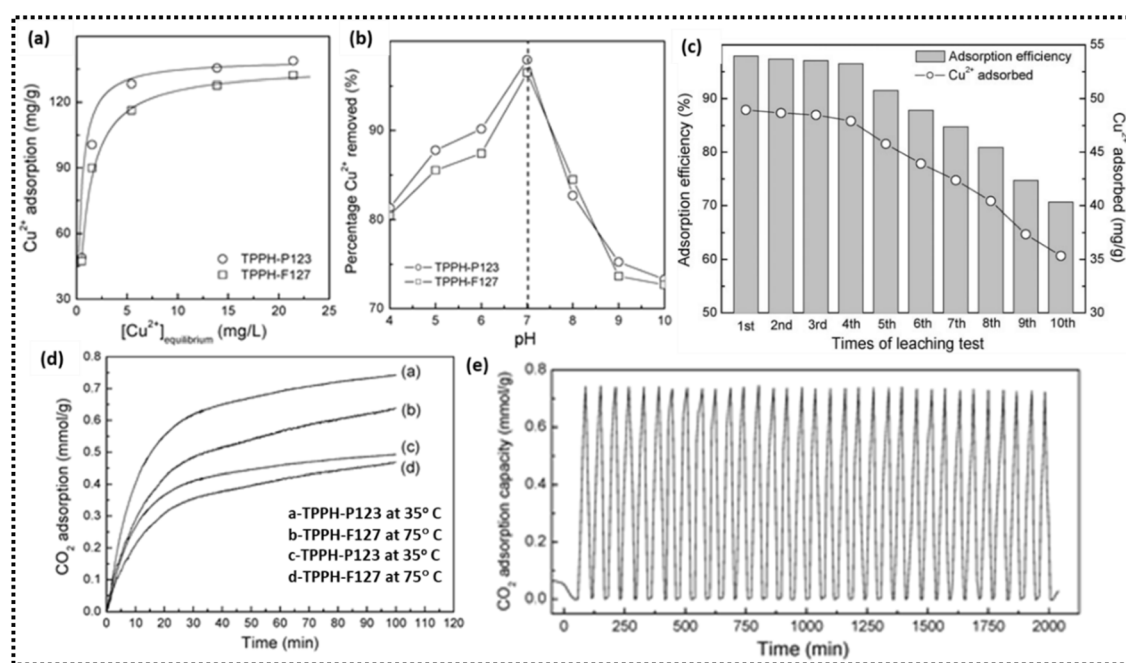 (a)
Cu2+ adsorption (mg/g)
130
90
60
30
TPPH-P123
TPPH-F127
0 5 10 15 20 25
[Cu2+]equilibrium (mg/L)
(b)
Percentage Cu2+ removed (%)
90
80
70
TPPH-P123
TPPH-F127
4 5 6 7 8 9 10
pH
(c)
Adsorption efficiency
Cu2+ adsorbed
Adsorption efficiency (%)
90
80
70
60
50
55
50
45
40
35
30
Cu2+ adsorbed (mg/g)
1st 2nd 3rd 4th 5th 6th 7th 8th 9th 10th
Times of leaching test
(d)
CO2 adsorption (mmol/g)
0.8
0.7
0.6
0.5
0.4
0.3
0.2
0.1
0.0
(a)
(b)
(c)
(d)
a-TPPH-P123 at 35° C
b-TPPH-F127 at 75° C
c-TPPH-P123 at 35° C
d-TPPH-F127 at 75° C
0 10 20 30 40 50 60 70 80 90 100 110 120
Time (min)
(e)
CO2 adsorption capacity (mmol/g)
0.8
0.6
0.4
0.2
0.0
0 250 500 750 1000 1250 1500 1750 2000
Time (min)